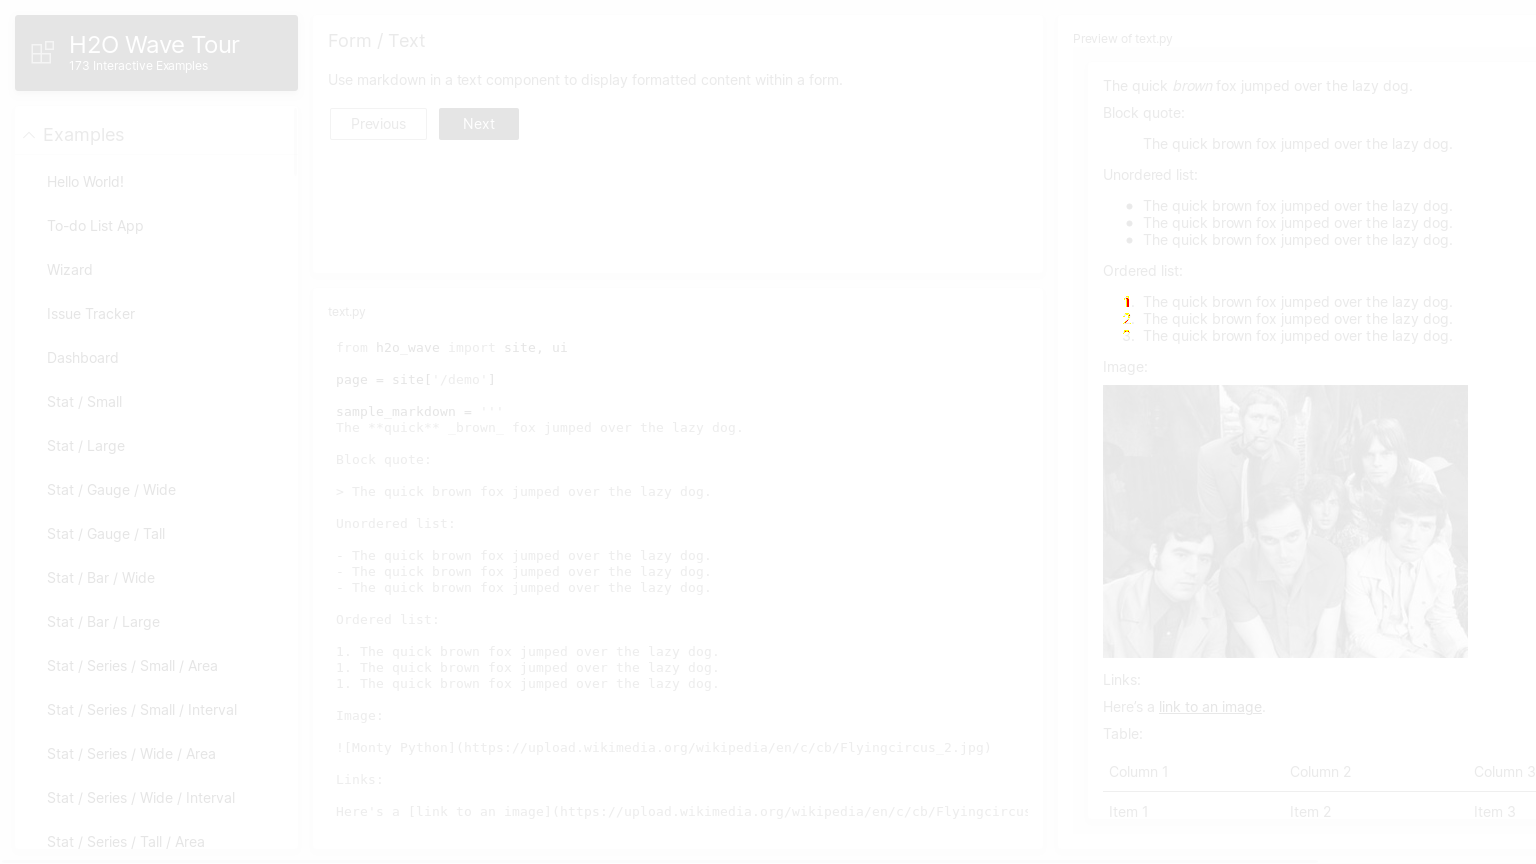 H2O Wave Tour
173 Interactive Examples
Examples
Hello World!
To-do List App
Wizard
Issue Tracker
Dashboard
Stat / Small
Stat / Large
Stat / Gauge / Wide
Stat / Gauge / Tall
Stat / Bar / Wide
Stat / Bar / Large
Stat / Series / Small / Area
Stat / Series / Small / Interval
Stat / Series / Wide / Area
Stat / Series / Wide / Interval
Stat / Series / Tall / Area
Form / Text
Use markdown in a text component to display formatted content within a form.
Previous
Next
text.py
from h2o_wave import site, ui
page = site['/demo']
sample_markdown = '''
The **quick** _brown_ fox jumped over the lazy dog.
Block quote:
> The quick brown fox jumped over the lazy dog.
Unordered list:
- The quick brown fox jumped over the lazy dog.
- The quick brown fox jumped over the lazy dog.
- The quick brown fox jumped over the lazy dog.
Ordered list:
1. The quick brown fox jumped over the lazy dog.
1. The quick brown fox jumped over the lazy dog.
1. The quick brown fox jumped over the lazy dog.
Image:
![Monty Python](https://upload.wikimedia.org/wikipedia/en/c/cb/Flyingcircus_2.jpg)
Links:
Here's a [link to an image](https://upload.wikimedia.org/wikipedia/en/c/cb/Flyingcircus
Preview of text.py
The quick brown fox jumped over the lazy dog.
Block quote:
The quick brown fox jumped over the lazy dog.
Unordered list:
• The quick brown fox jumped over the lazy dog.
• The quick brown fox jumped over the lazy dog.
• The quick brown fox jumped over the lazy dog.
Ordered list:
1 The quick brown fox jumped over the lazy dog.
2 The quick brown fox jumped over the lazy dog.
3. The quick brown fox jumped over the lazy dog.
Image:
Links:
Here's a link to an image.
Table:
Column 1 Column 2 Column 3
Item 1 Item 2 Item 3